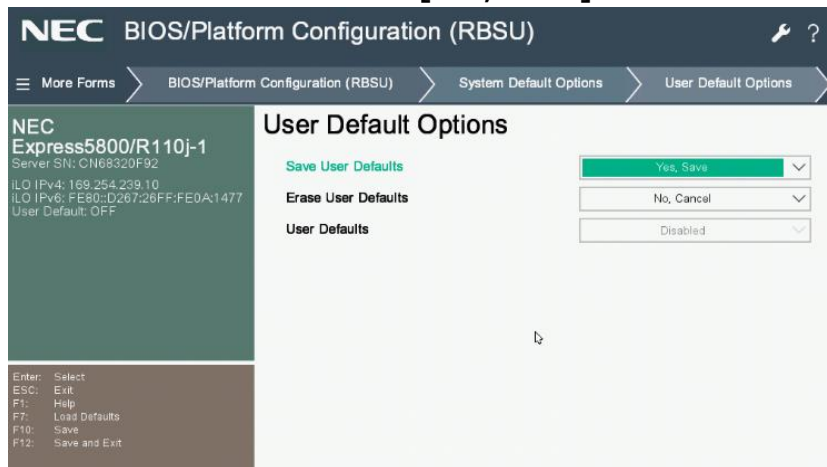 NEC BIOS/Platform Configuration (RBSU)
?
More Forms
BIOS/Platform Configuration (RBSU)
System Default Options
User Default Options
NEC
Express5800/R110j-1
Server SN: CN68320F92
iLO IPv4: 169.254.239.10
iLO IPv6: FE80::D267:26FF:FE0A:1477
User Default: OFF
User Default Options
Save User Defaults
Yes, Save
Erase User Defaults
No, Cancel
User Defaults
Disabled
Enter: Select
ESC: Exit
F1: Help
F7: Load Defaults
F10: Save
F12: Save and Exit